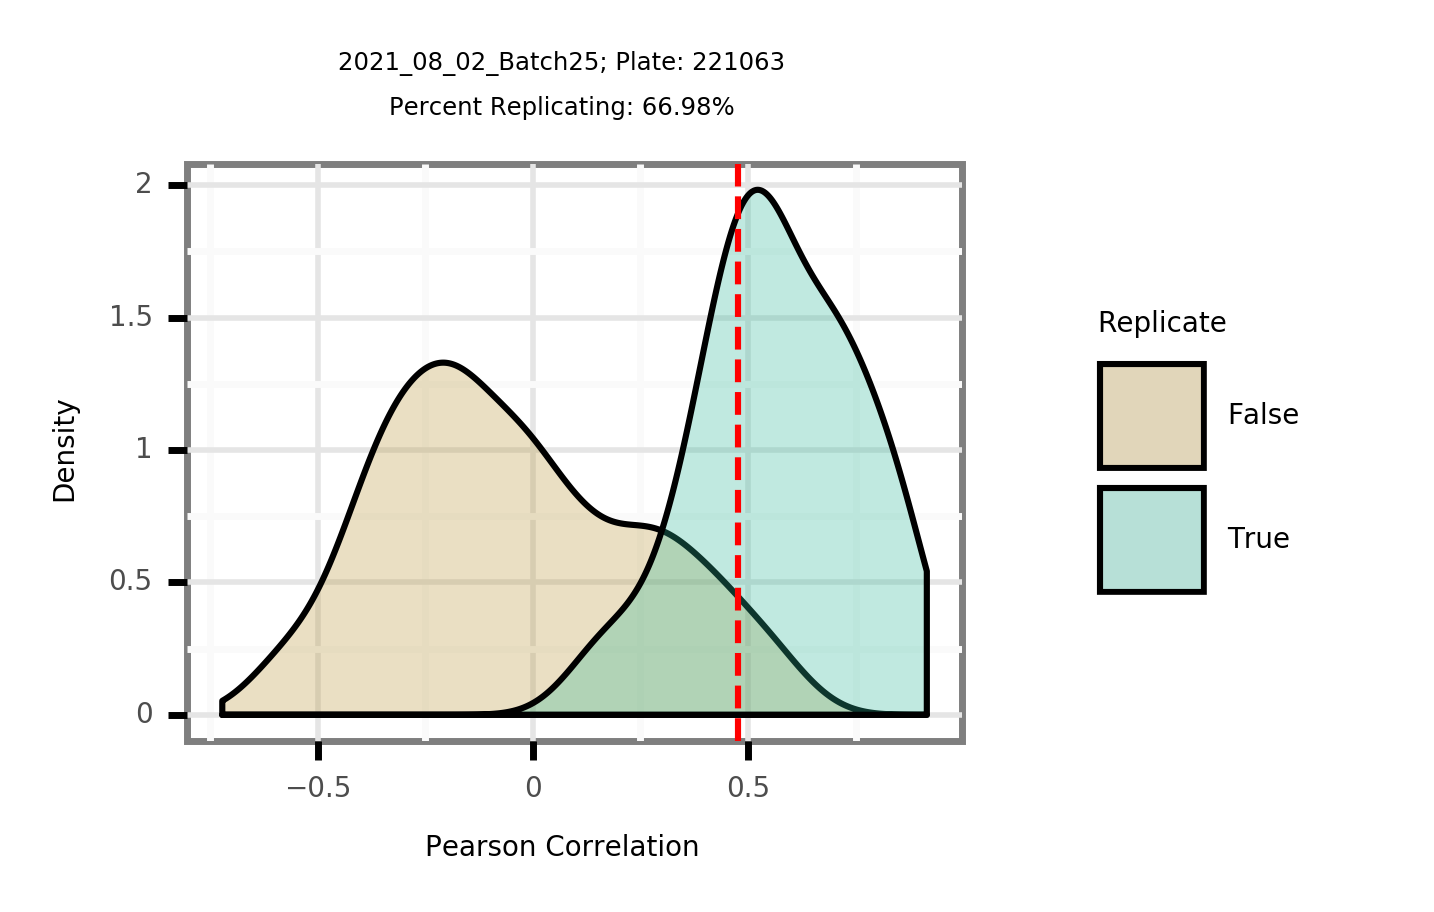 2021_08_02_Batch25; Plate: 221063
Percent Replicating: 66.98%
2
1.5
1
0.5
0
Density
−0.5 0 0.5
Pearson Correlation
Replicate
False
True